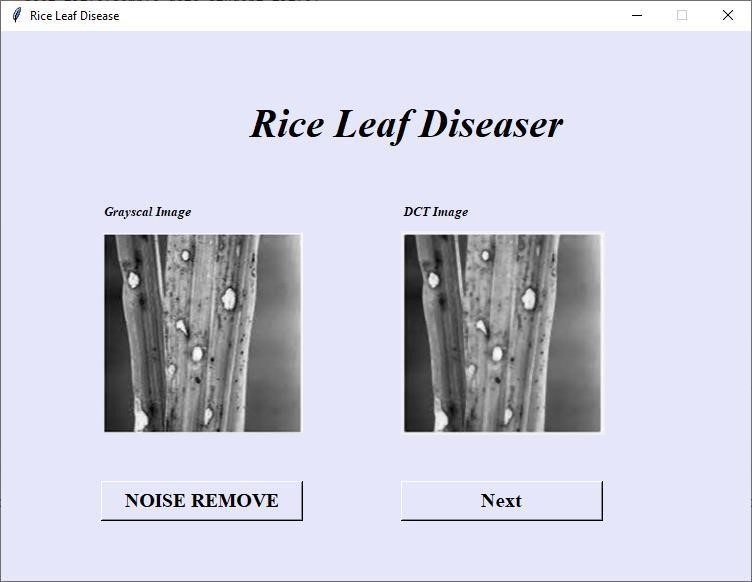 Rice Leaf Disease
Rice Leaf Diseaser
Grayscal Image
DCT Image
NOISE REMOVE
Next